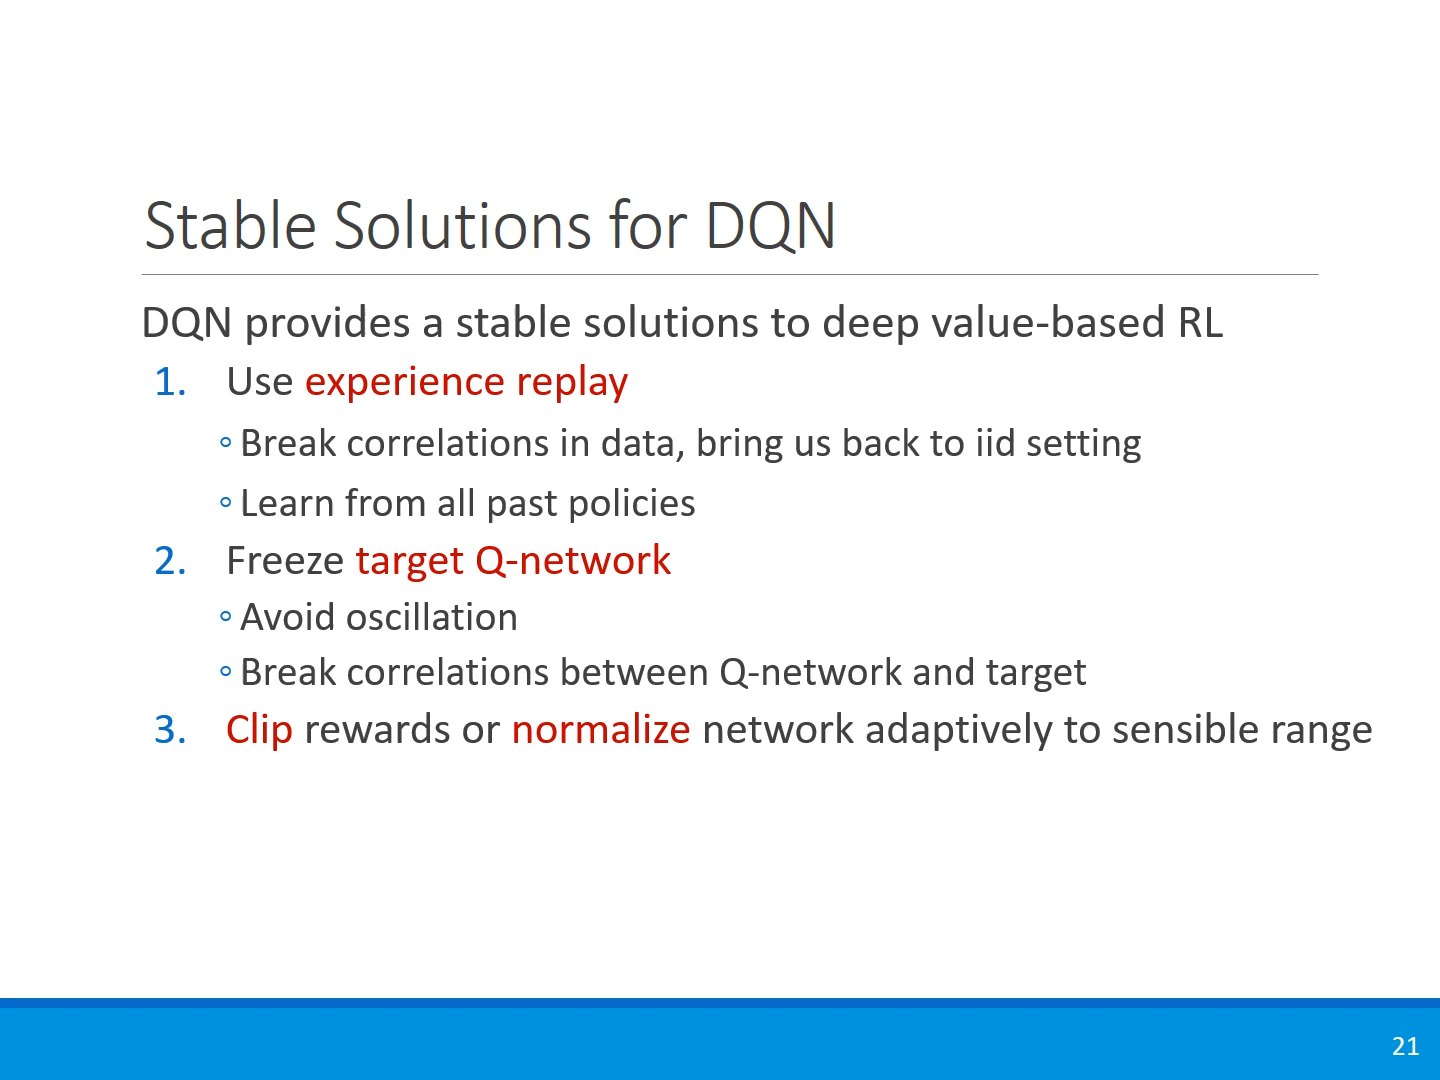 Stable Solutions for DQN
DQN provides a stable solutions to deep value-based RL
1. Use experience replay
◦ Break correlations in data, bring us back to iid setting
◦ Learn from all past policies
2. Freeze target Q-network
◦ Avoid oscillation
◦ Break correlations between Q-network and target
3. Clip rewards or normalize network adaptively to sensible range
21